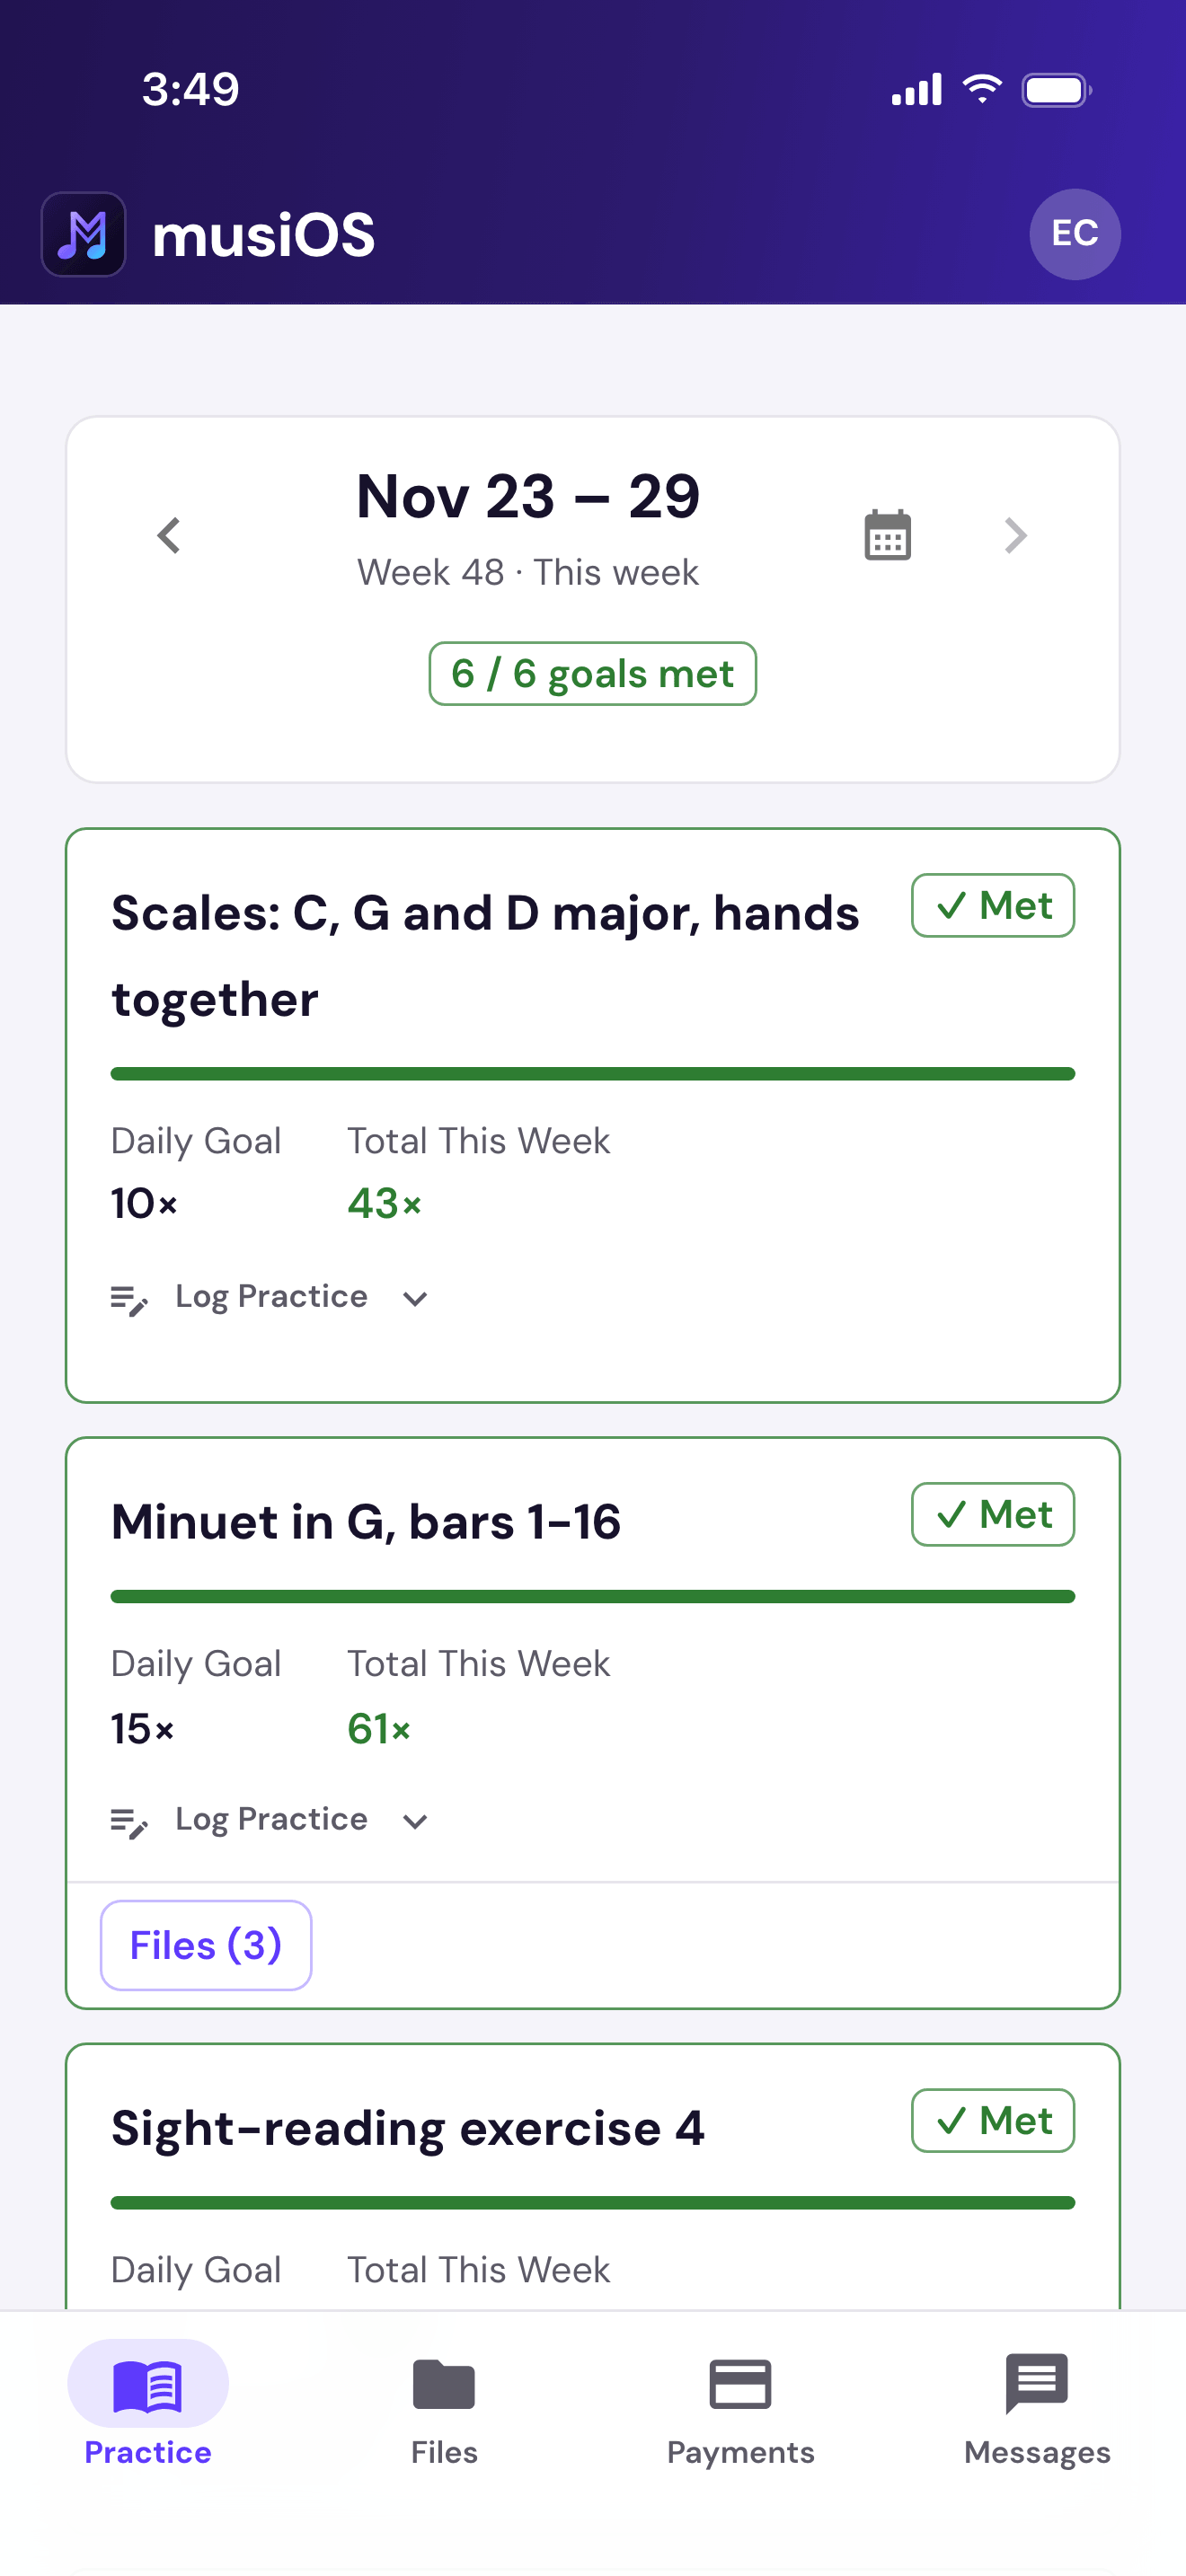 3:49
musiOS
EC
Nov 23 – 29
Week 48 · This week
6 / 6 goals met
Scales: C, G and D major, hands
together
✓ Met
Daily Goal Total This Week
10× 43×
Log Practice
Minuet in G, bars 1-16
✓ Met
Daily Goal Total This Week
15× 61×
Log Practice
Files (3)
Sight-reading exercise 4
✓ Met
Daily Goal Total This Week
Practice Files Payments Messages